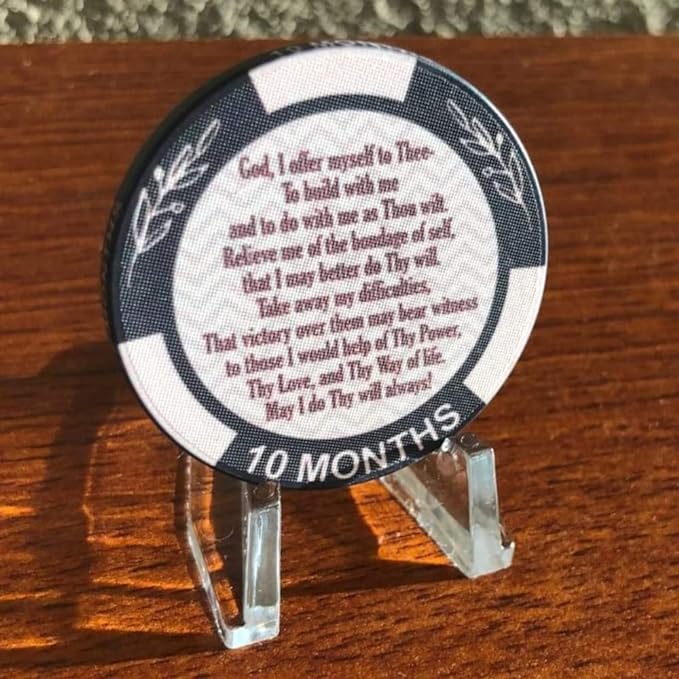 God, I offer myself to Thee-
To build with me
and to do with me as Thou wilt.
Relieve me of the bondage of self,
that I may better do Thy will.
Take away my difficulties,
That victory over them may bear witness
to those I would help of Thy Power,
Thy Love, and Thy Way of life.
May I do Thy will always!
10 MONTHS